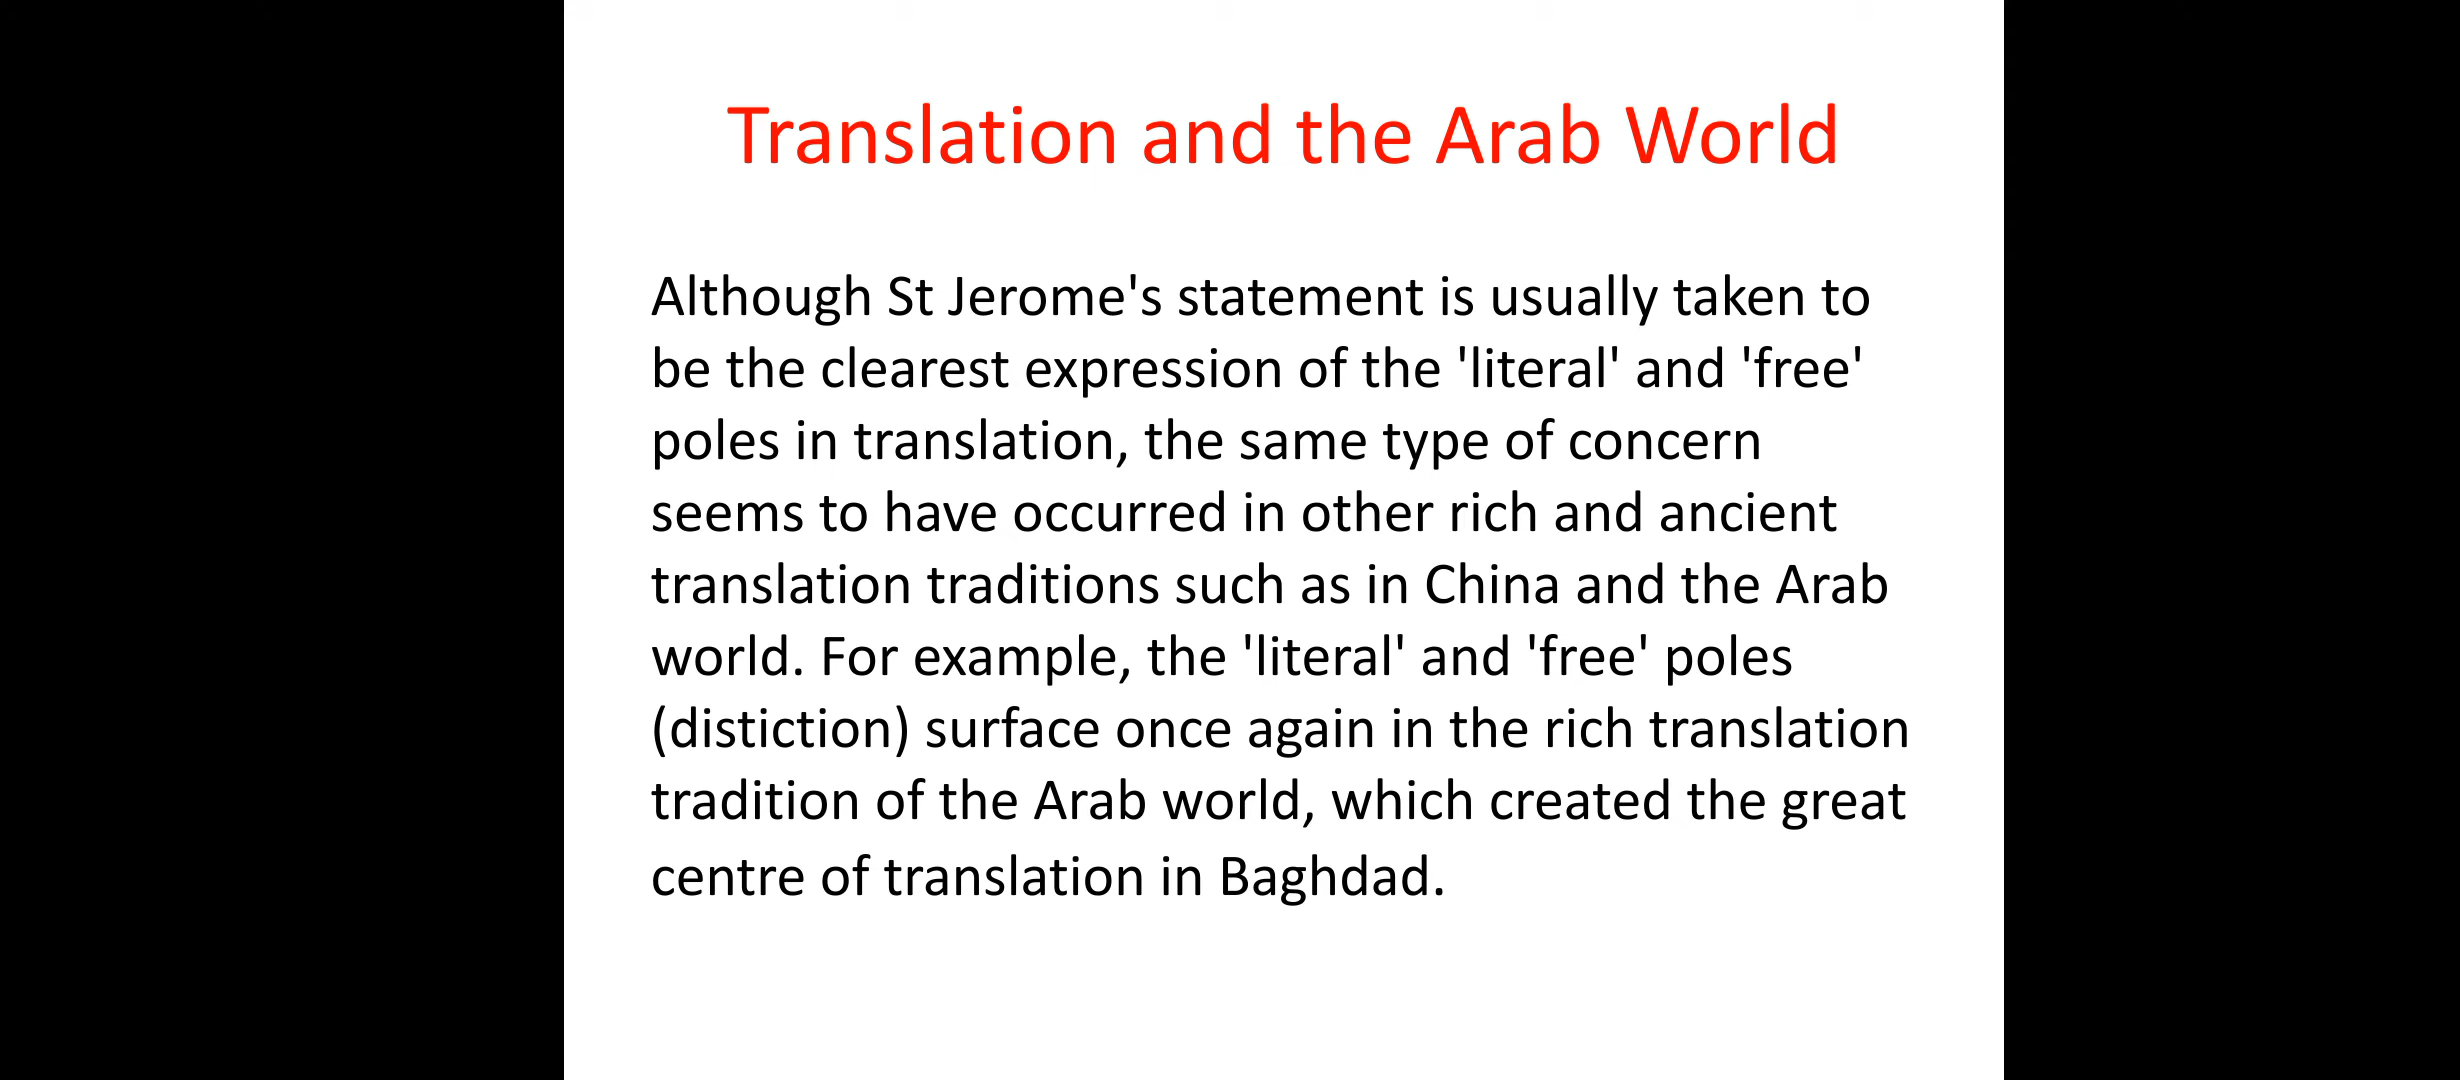 Translation and the Arab World
Although St Jerome's statement is usually taken to
be the clearest expression of the 'literal' and 'free'
poles in translation, the same type of concern
seems to have occurred in other rich and ancient
translation traditions such as in China and the Arab
world. For example, the 'literal' and 'free' poles
(distiction) surface once again in the rich translation
tradition of the Arab world, which created the great
centre of translation in Baghdad.